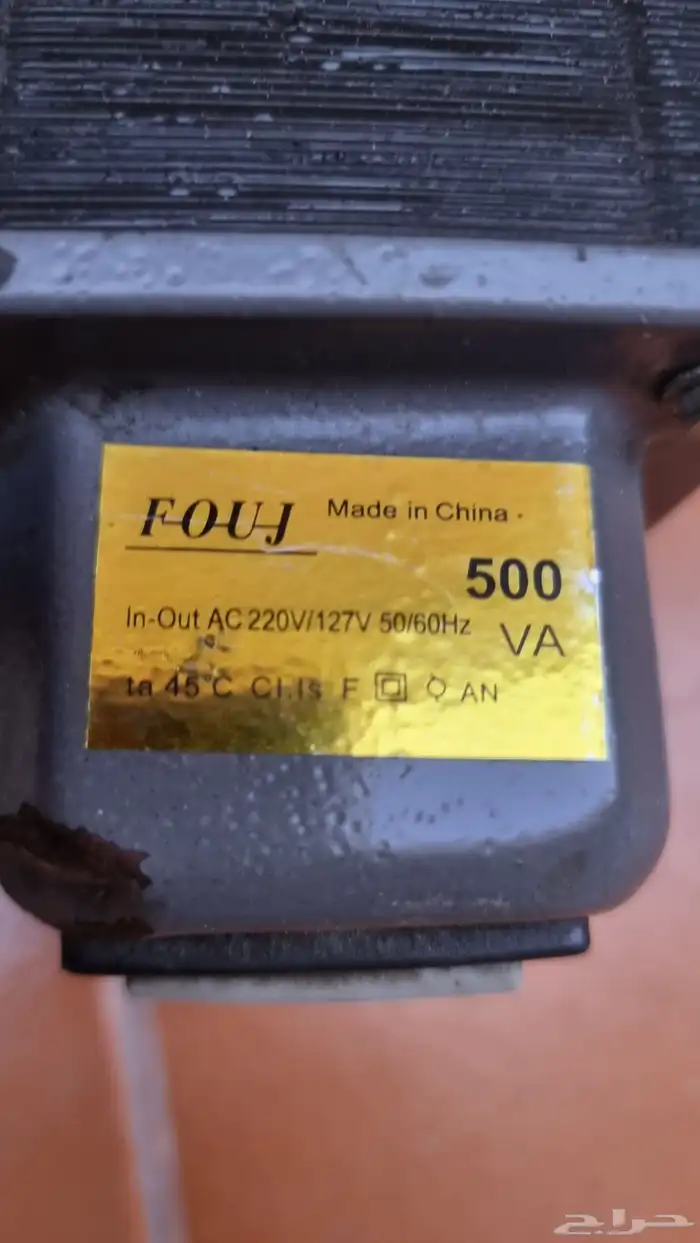 FOUJ Made in China .
500
In-Out AC 220V/127V 50/60Hz VA
ta 45°C Cl.Is F AN
حراج